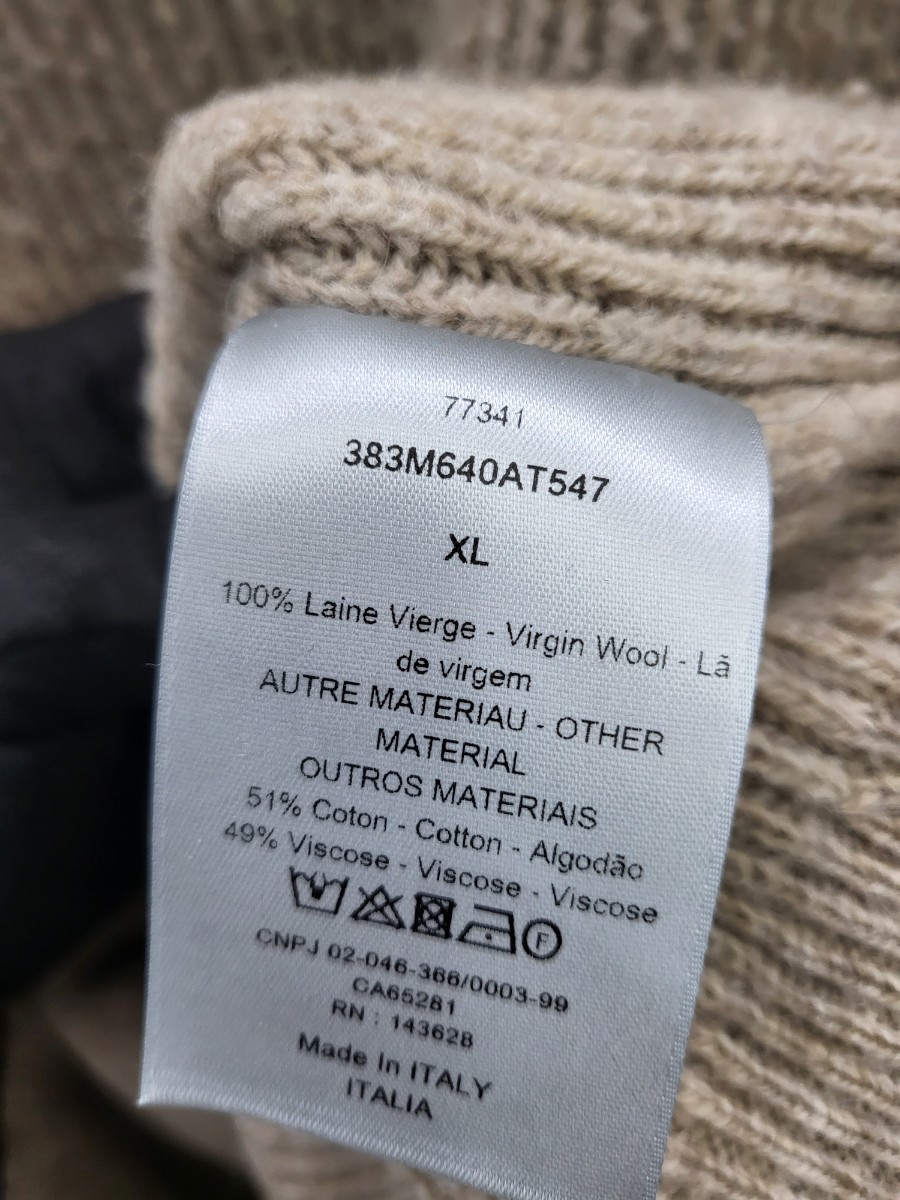 77341
383M640AT547
XL
100% Laine Vierge - Virgin Wool - Lã
de virgem
AUTRE MATERIAU - OTHER
MATERIAL
OUTROS MATERIAIS
51% Coton - Cotton - Algodão
49% Viscose - Viscose - Viscose
F
CNPJ 02-046-366/0003-99
CA65281
RN : 143628
Made In ITALY
ITALIA